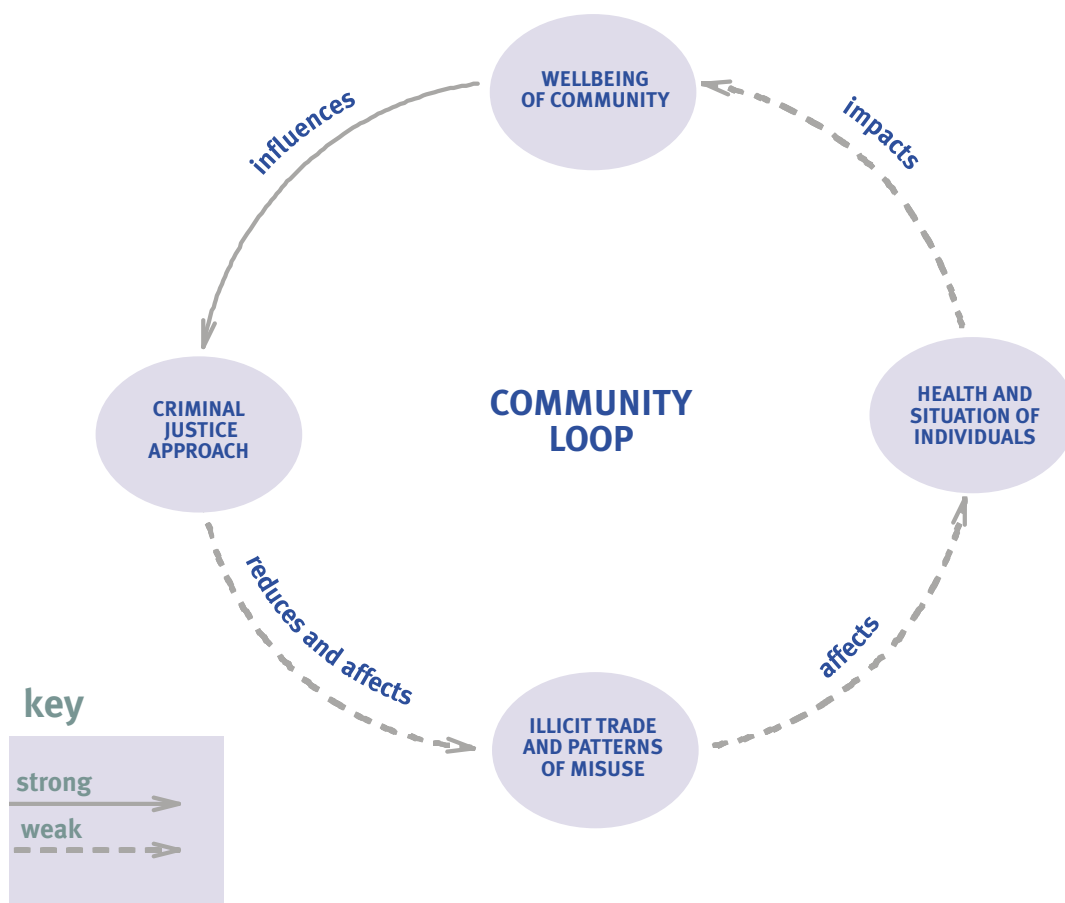 WELLBEING
OF COMMUNITY
influences
impacts
CRIMINAL
JUSTICE
APPROACH
COMMUNITY
LOOP
HEALTH AND
SITUATION OF
INDIVIDUALS
reduces and affects
affects
ILLICIT TRADE
AND PATTERNS
OF MISUSE
key
strong
weak